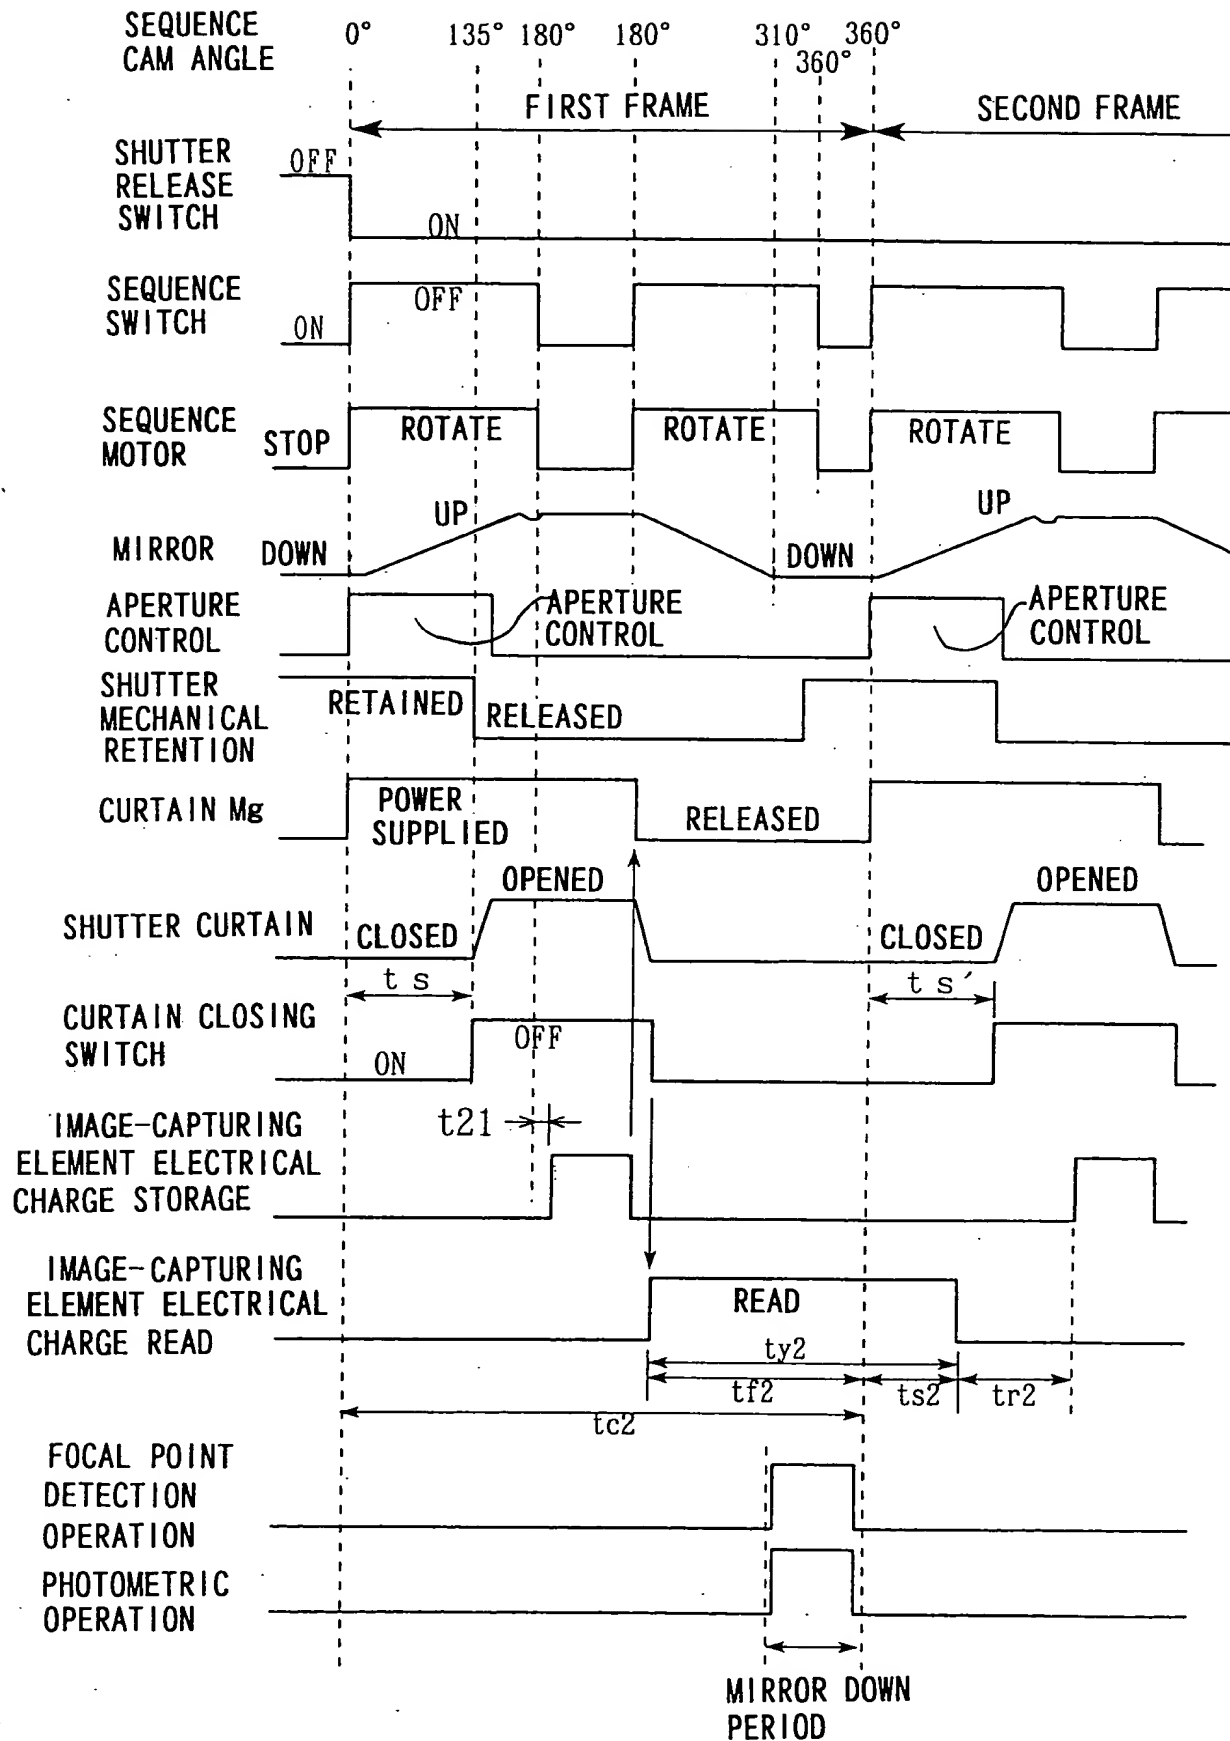 SEQUENCE
CAM ANGLE
0° 135° 180° 180° 310° 360°
360°
FIRST FRAME SECOND FRAME
SHUTTER
RELEASE
SWITCH
OFF
ON
SEQUENCE
SWITCH
OFF
ON
SEQUENCE
MOTOR
STOP
ROTATE ROTATE ROTATE
MIRROR
DOWN
UP
DOWN
UP
APERTURE
CONTROL
APERTURE
CONTROL
APERTURE
CONTROL
SHUTTER
MECHANICAL
RETENTION
RETAINED RELEASED
CURTAIN Mg
POWER
SUPPLIED
RELEASED
SHUTTER CURTAIN
CLOSED
OPENED
CLOSED
OPENED
ts
ts'
CURTAIN CLOSING
SWITCH
ON
OFF
t21
IMAGE-CAPTURING
ELEMENT ELECTRICAL
CHARGE STORAGE
IMAGE-CAPTURING
ELEMENT ELECTRICAL
CHARGE READ
READ
ty2
tf2 ts2 tr2
tc2
FOCAL POINT
DETECTION
OPERATION
PHOTOMETRIC
OPERATION
MIRROR DOWN
PERIOD